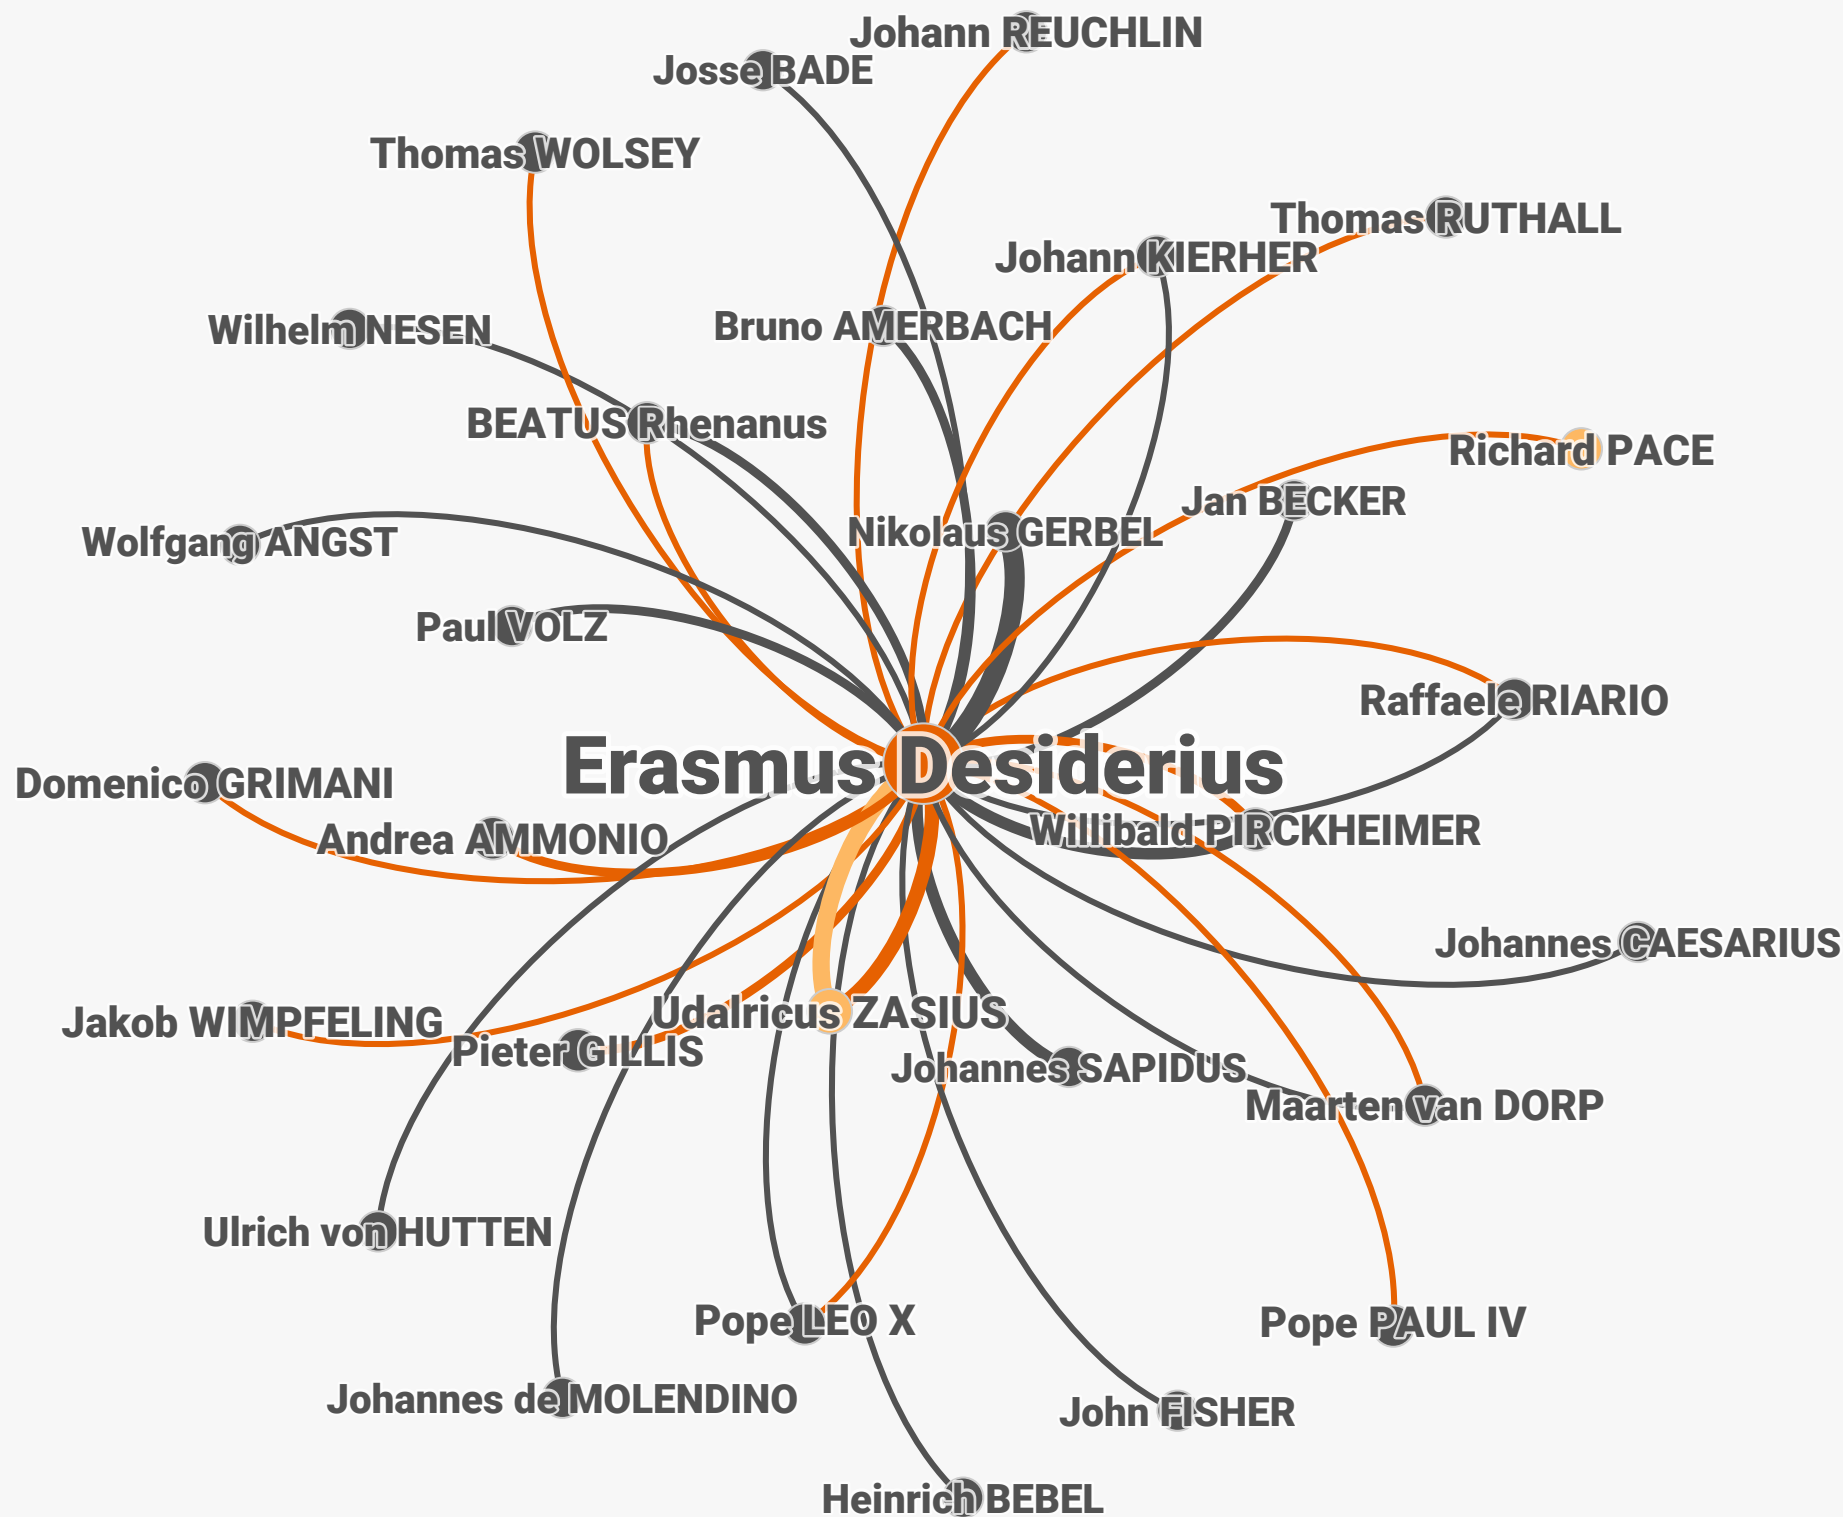 Johann REUCHLIN
Josse BADE
Thomas WOLSEY
Thomas RUTHALL
Johann KIERHER
Wilhelm NESEN
Bruno AMERBACH
BEATUS Rhenanus
Richard PACE
Jan BECKER
Nikolaus GERBEL
Wolfgang ANGST
Paul VOLZ
Raffaele RIARIO
Erasmus Desiderius
Domenico GRIMANI
Willibald PIRCKHEIMER
Andrea AMMONIO
Johannes CAESARIUS
Udalricus ZASIUS
Jakob WIMPFELING
Pieter GILLIS
Johannes SAPIDUS
Maarten van DORP
Ulrich von HUTTEN
Pope LEO X
Pope PAUL IV
Johannes de MOLENDINO
John FISHER
Heinrich BEBEL